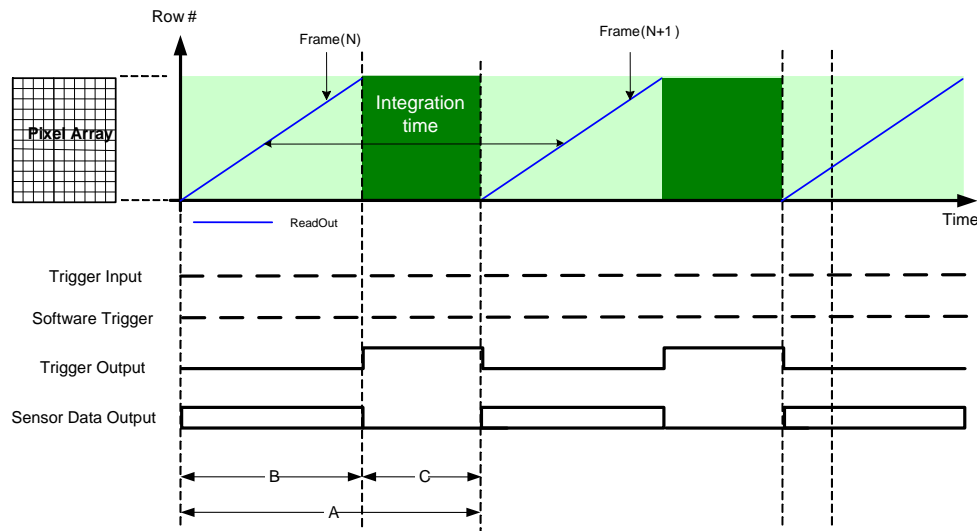 Row #
Frame(N)
Frame(N+1 )
Pixel Array
Integration
time
ReadOut
Time
Trigger Input
Software Trigger
Trigger Output
Sensor Data Output
B
C
A